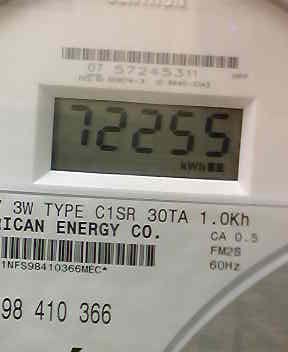 07 57245311
72255
kWh
3W TYPE C1SR 30TA 1.0Kh
RICAN ENERGY CO.
CA 0.5
FM2S
1NFS98410366MEC*
60Hz
98 410 366